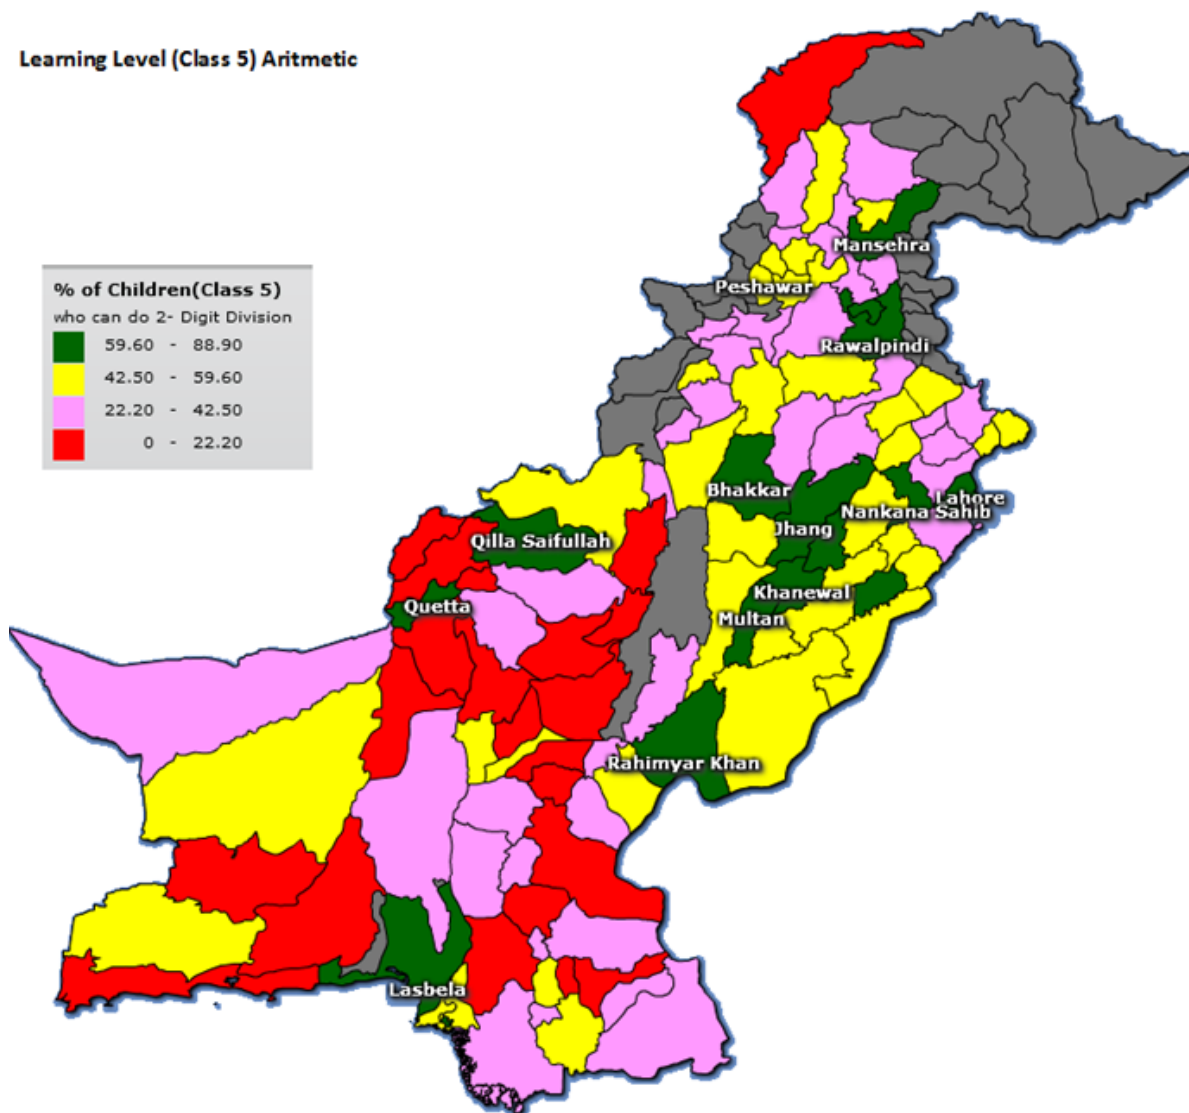 Learning Level (Class 5) Aritmetic
% of Children(Class 5)
who can do 2- Digit Division
59.60 - 88.90
42.50 - 59.60
22.20 - 42.50
0 - 22.20
Mansehra
Peshawar
Rawalpindi
Bhakkar
Lahore
Nankana Sahib
Jhang
Qilla Saifullah
Khanewal
Quetta
Multan
Rahimyar Khan
Lasbela